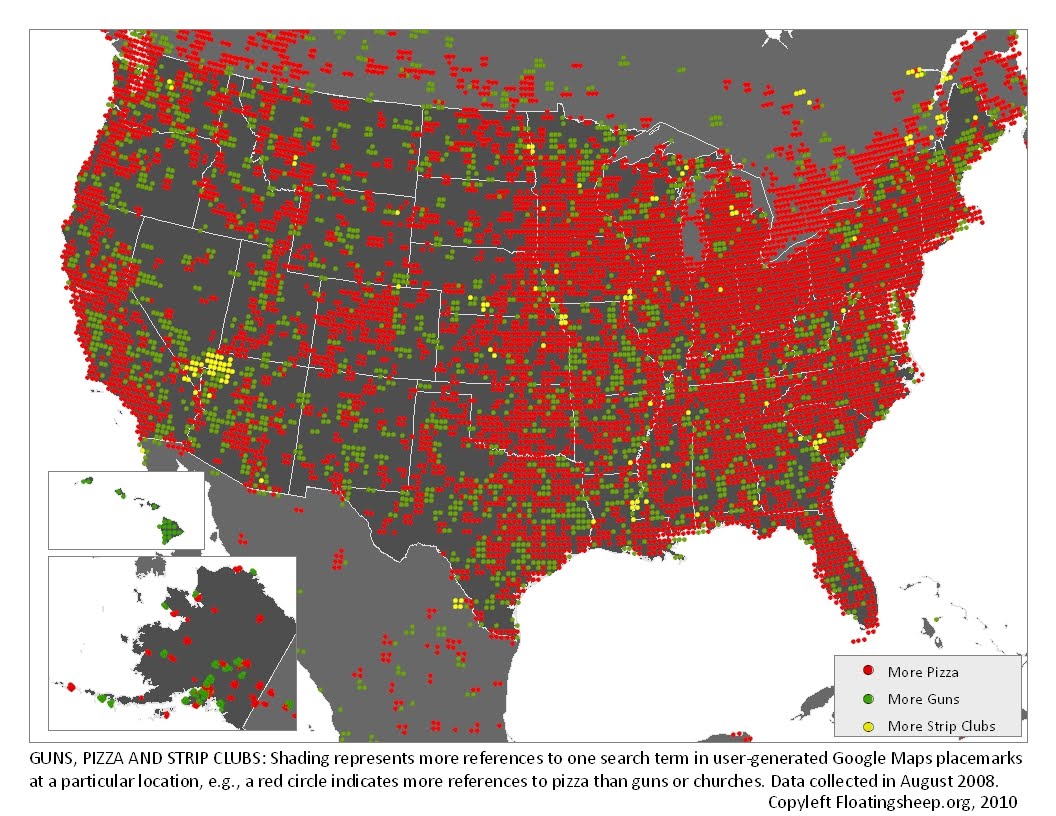 More Pizza
More Guns
More Strip Clubs
GUNS, PIZZA AND STRIP CLUBS: Shading represents more references to one search term in user-generated Google Maps placemarks
at a particular location, e.g., a red circle indicates more references to pizza than guns or churches. Data collected in August 2008.
Copyleft Floatingsheep.org, 2010